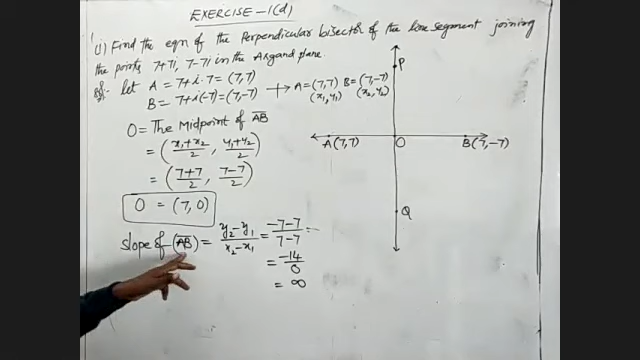 EXERCISE-1(d)
(1) Find the eqn of the Perpendicular bisector of the line segment joining
the points 7+7i, 7-7i in the Argand plane.
Sol: Let A = 7+i.7 = (7,7)
B = 7+i(-7) = (7,-7)
A=(7,7) B=(7,-7)
(x₁,y₁) (x₂,y₂)
O = The Midpoint of AB
= (x₁+x₂/2, y₁+y₂/2)
= (7+7/2, 7-7/2)
O = (7,0)
Slope of (AB) = y₂-y₁/x₂-x₁ = -7-7/7-7 =
= -14/0
= ∞
P
A(7,7) O B(7,-7)
Q